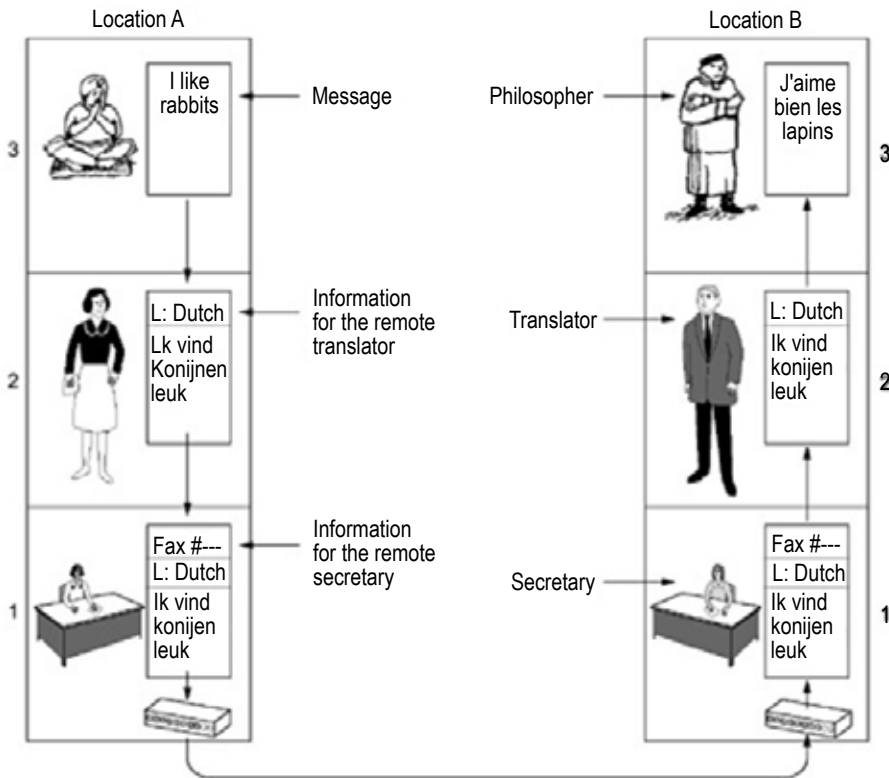 Location A
Location B
I like
rabbits
Message
Philosopher
J'aime
bien les
lapins
3
3
L: Dutch
Lk vind
Konijnen
leuk
Information
for the remote
translator
Translator
L: Dutch
Ik vind
konijen
leuk
2
2
Fax #---
L: Dutch
Ik vind
konijen
leuk
Information
for the remote
secretary
Secretary
Fax #---
L: Dutch
Ik vind
konijen
leuk
1
1